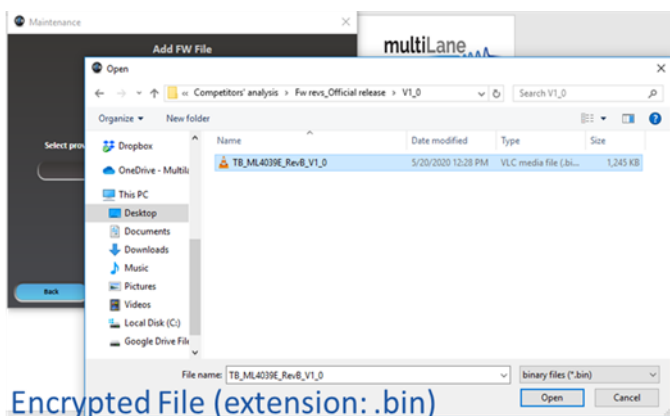 Maintenance
Add FW File
multiLane
Open
« Competitors' analysis > Fw revs_Official release > V1_0
Search V1_0
Organize
New folder
Select prov
Name
Date modified
Type
Size
Dropbox
TB_ML4039E_RevB_V1_0
5/20/2020 12:28 PM
VLC media file (.bi...
1,245 KB
OneDrive - Multila
This PC
Desktop
Documents
Downloads
Music
Pictures
Back
Videos
Local Disk (C:)
Google Drive File
File name:
TB_ML4039E_RevB_V1_0
binary files (*.bin)
Open
Cancel
Encrypted File (extension: .bin)